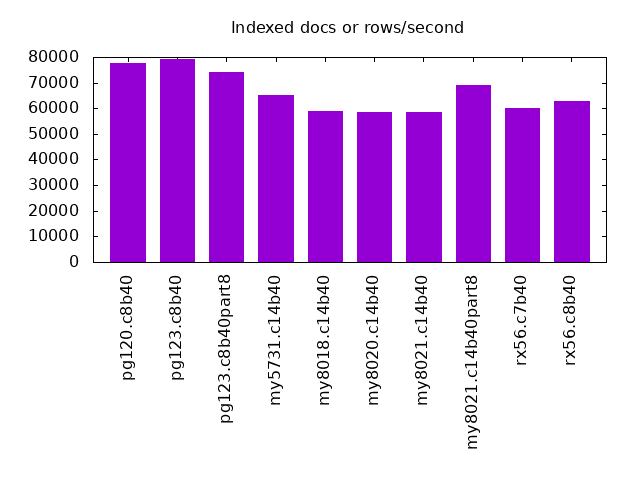 Indexed docs or rows/second
80000
70000
60000
50000
40000
30000
20000
10000
0
pg120.c8b40
pg123.c8b40
pg123.c8b40part8
my5731.c14b40
my8018.c14b40
my8020.c14b40
my8021.c14b40
my8021.c14b40part8
rx56.c7b40
rx56.c8b40